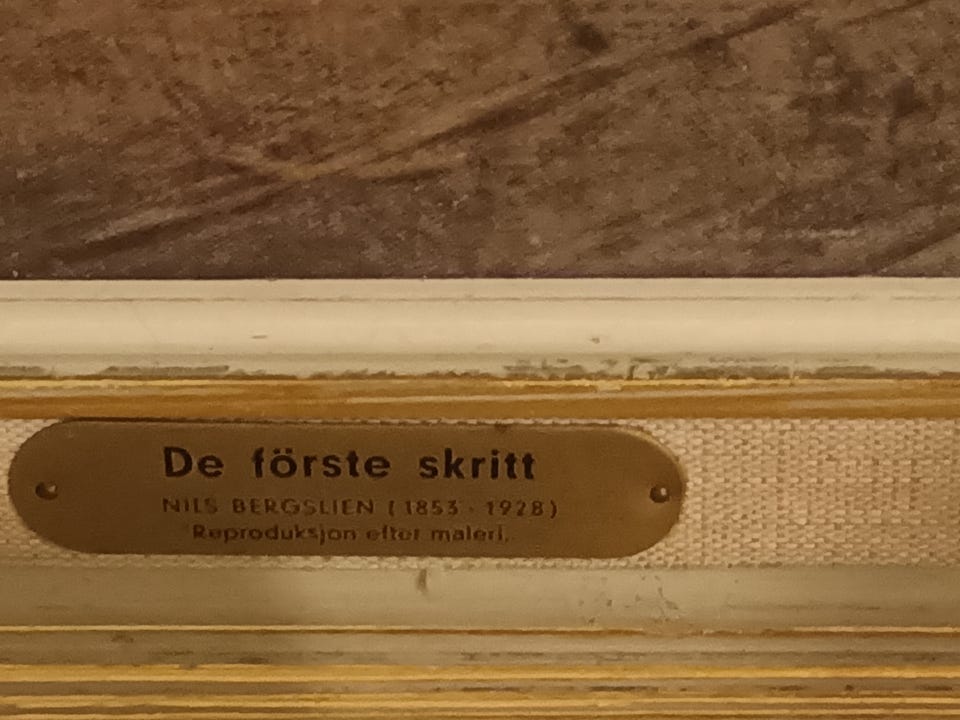 De förste skritt
NILS BERGSLIEN (1853 - 1928)
Reproduksjon efter maleri.